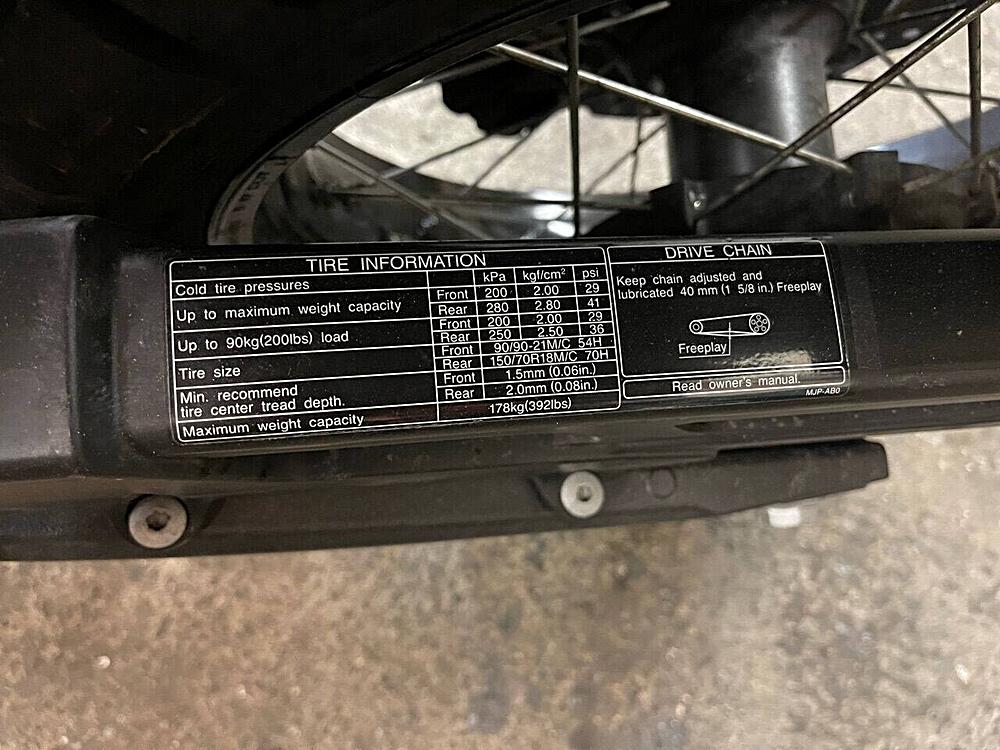 TIRE INFORMATION
Cold tire pressures kPa kgf/cm² psi
Up to maximum weight capacity Front 200 2.00 29
Rear 280 2.80 41
Up to 90kg(200lbs) load Front 200 2.00 29
Rear 250 2.50 36
Tire size Front 90/90-21M/C 54H
Rear 150/70R18M/C 70H
Min. recommend Front 1.5mm (0.06in.)
tire center tread depth. Rear 2.0mm (0.08in.)
Maximum weight capacity 178kg(392lbs)
DRIVE CHAIN
Keep chain adjusted and
lubricated 40 mm (1 5/8 in.) Freeplay
Freeplay
Read owner's manual.
MJP-AB0